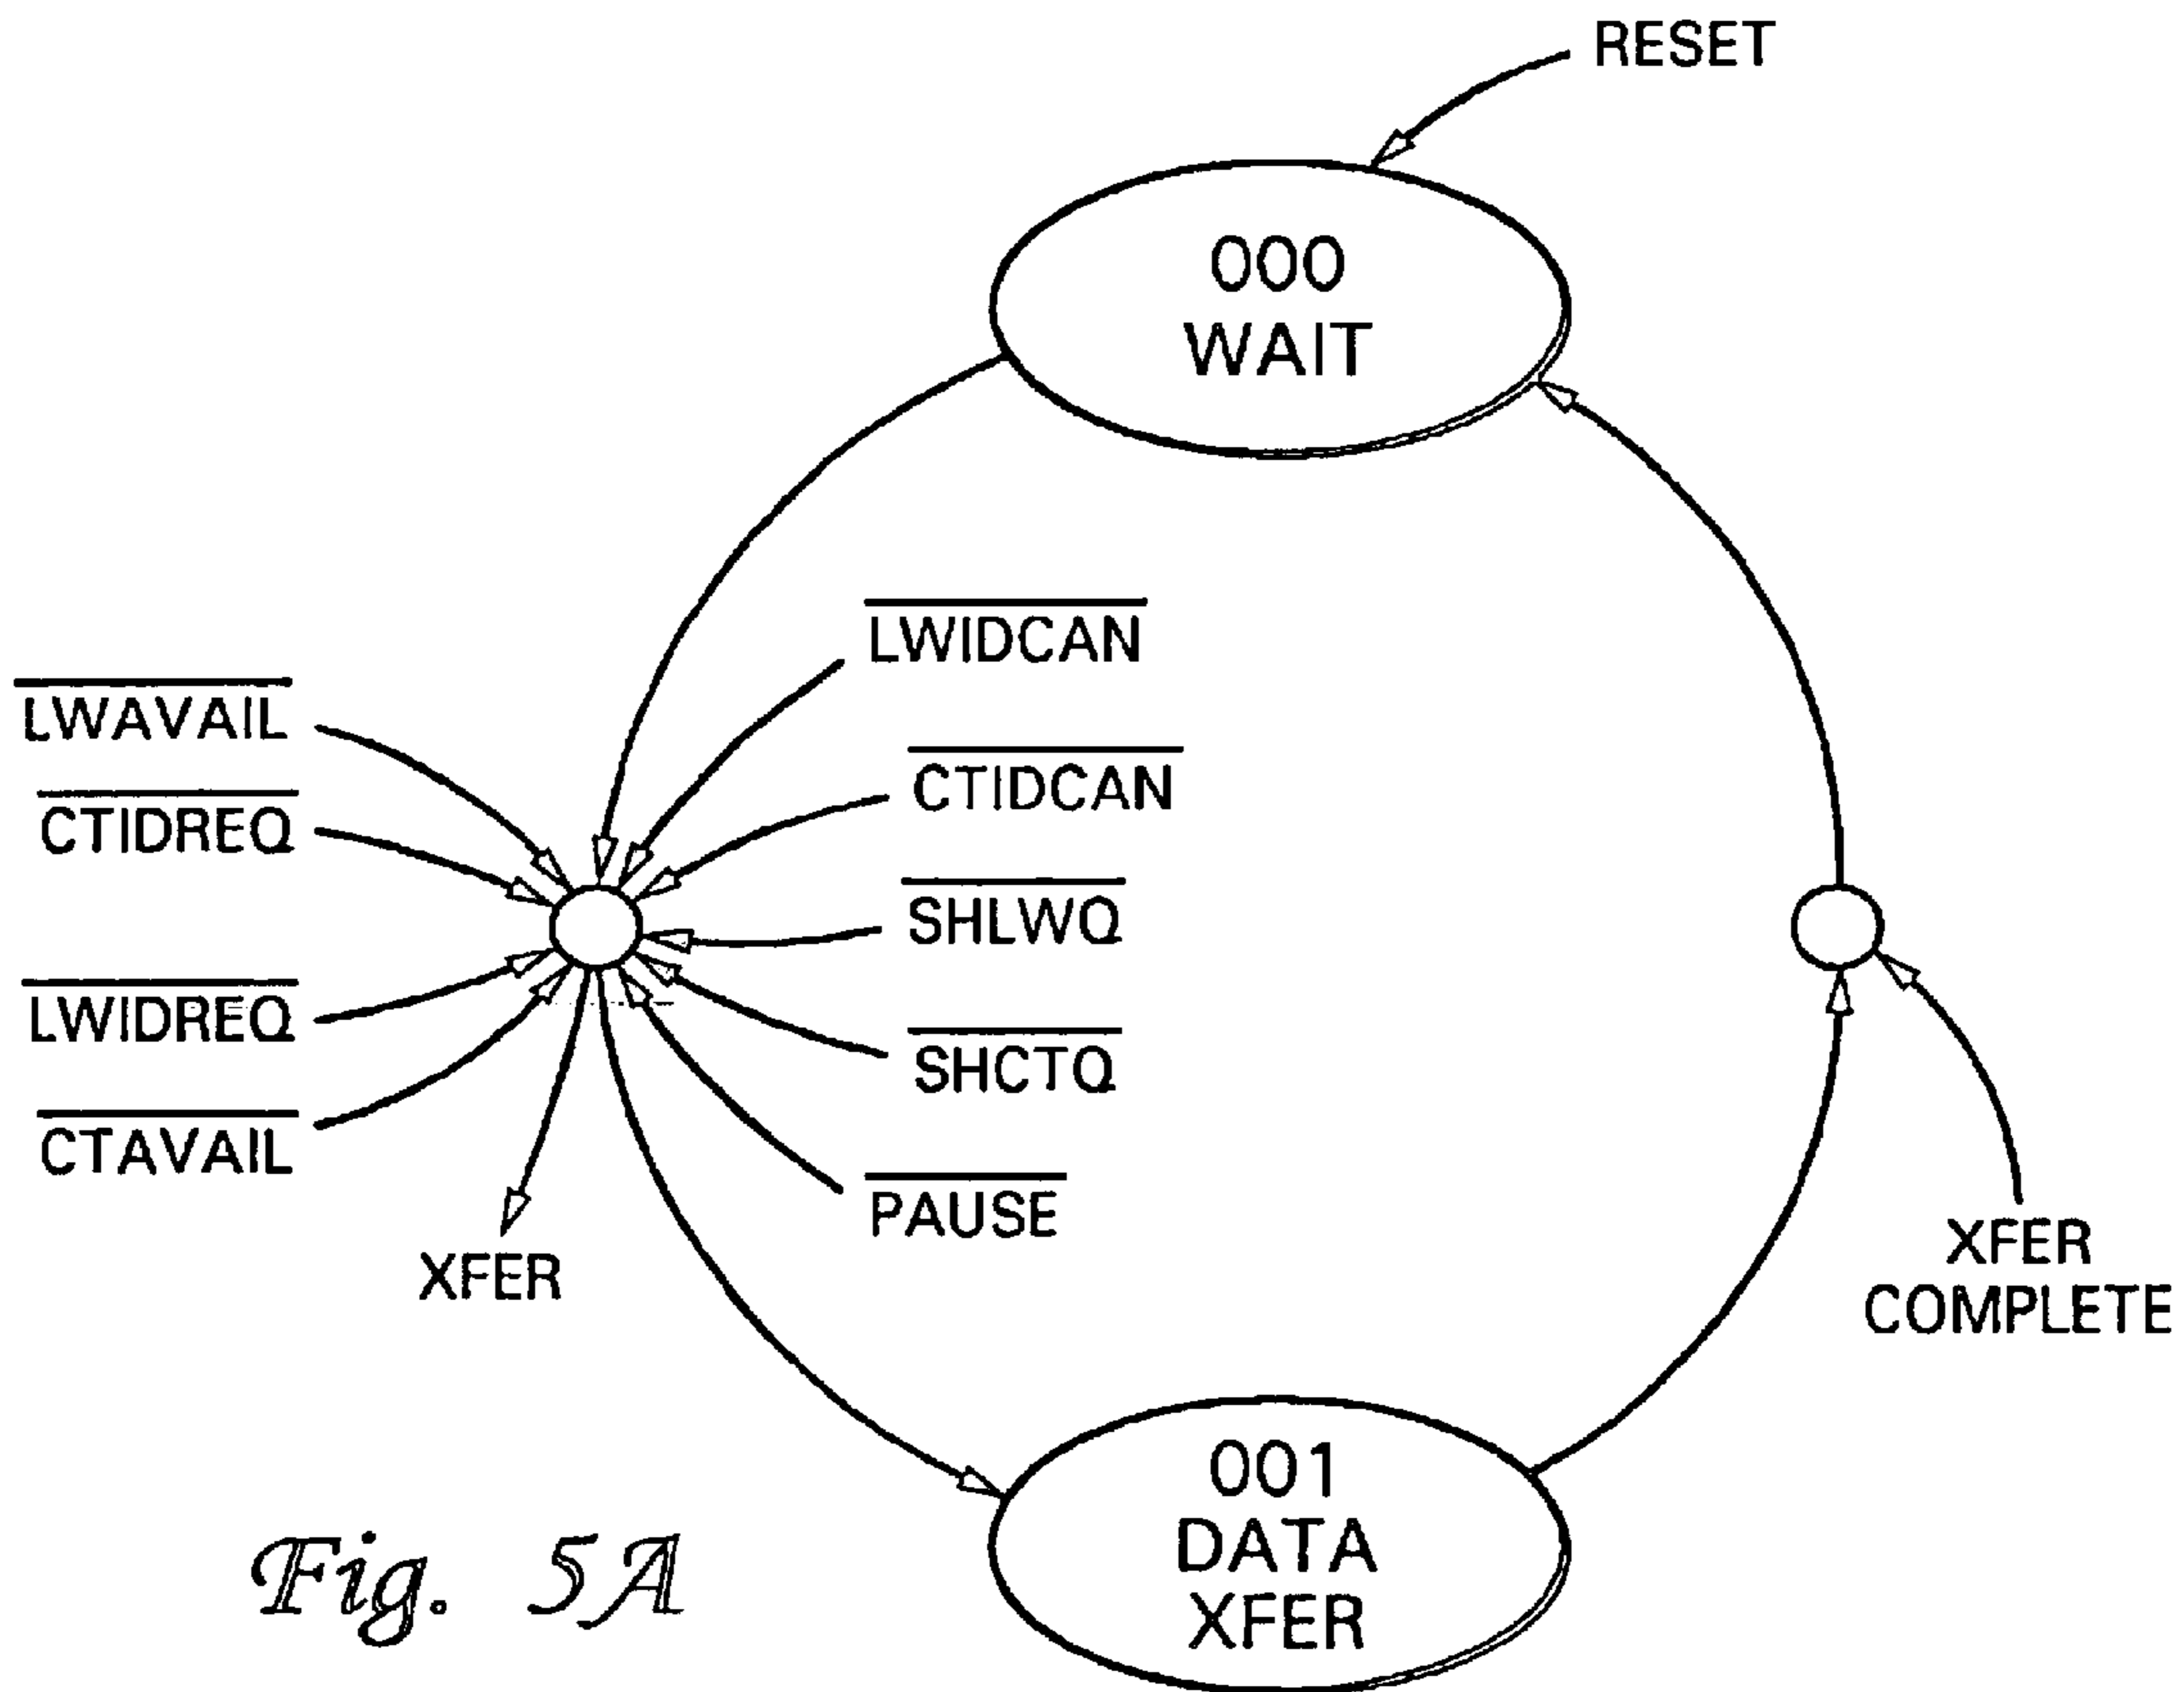 RESET
000
WAIT
LWIDCAN
LWAVAIL
CTIDCAN
CTIDREQ
SHLWQ
LWIDREQ
SHCTQ
CTAVAIL
PAUSE
XFER
XFER
COMPLETE
001
DATA
XFER
Fig. 5A